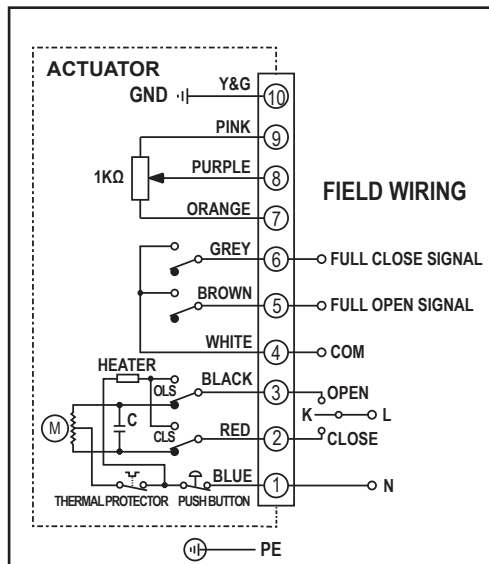 ACTUATOR
GND Y&G 10
PINK 9
1KΩ PURPLE 8
FIELD WIRING
ORANGE 7
GREY 6 FULL CLOSE SIGNAL
BROWN 5 FULL OPEN SIGNAL
WHITE 4 COM
HEATER
OLS BLACK 3 OPEN
M C K L
CLS RED 2 CLOSE
BLUE 1 N
THERMAL PROTECTOR PUSH BUTTON
PE